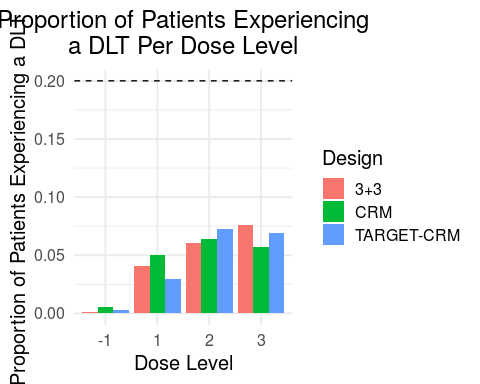 Proportion of Patients Experiencing
a DLT Per Dose Level
Proportion of Patients Experiencing a DLT
0.20
0.15
0.10
0.05
0.00
-1
1
2
3
Dose Level
Design
3+3
CRM
TARGET-CRM